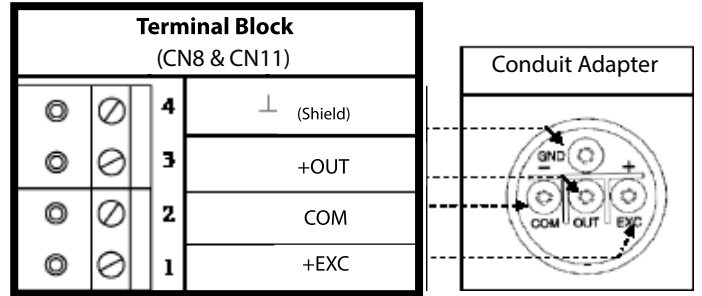 Terminal Block
(CN8 & CN11)
4 ⊥ (Shield)
3 +OUT
2 COM
1 +EXC
Conduit Adapter
GND
− +
COM OUT EXC